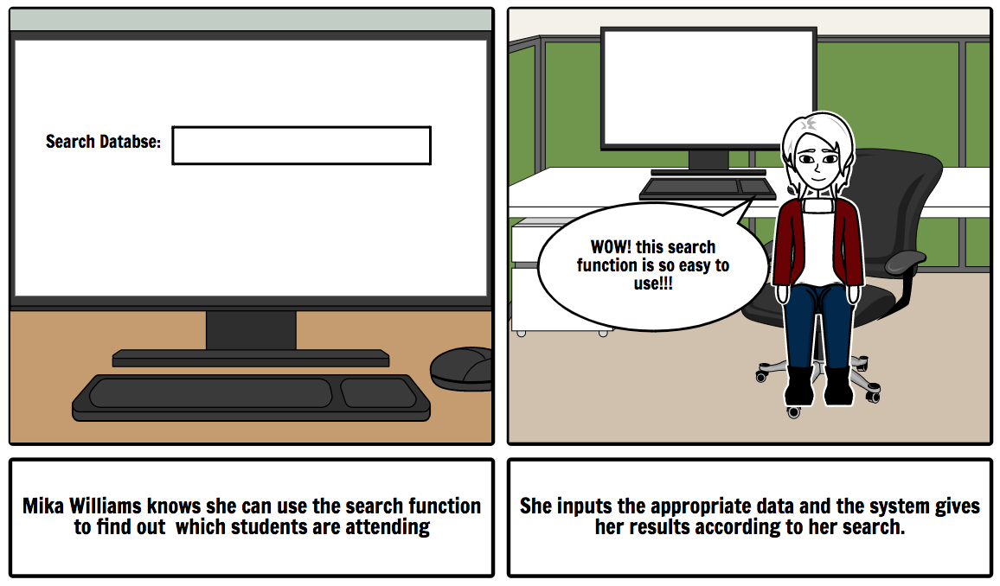 Search Databse:
WOW! this search
function is so easy to
use!!!
Mika Williams knows she can use the search function
to find out  which students are attending
She inputs the appropriate data and the system gives
her results according to her search.